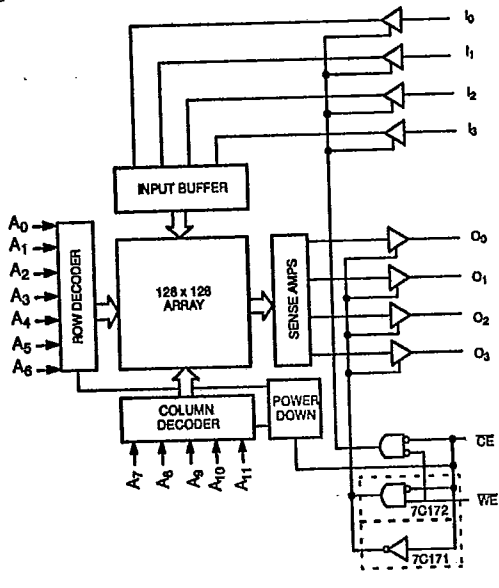 I0
I1
I2
I3
INPUT BUFFER
A0
A1
A2
A3
A4
A5
A6
ROW DECODER
128 x 128
ARRAY
SENSE AMPS
O0
O1
O2
O3
COLUMN
DECODER
POWER
DOWN
A7
A8
A9
A10
A11
CE
WE
7C172
7C171